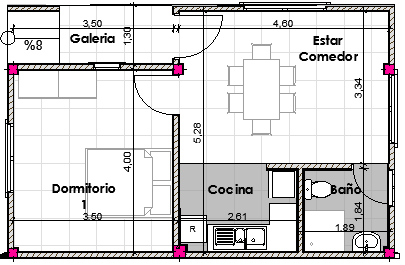 3,50
4,60
%8
Galeria
1,30
Estar
Comedor
3,34
5,28
4,00
Dormitorio
1
3,50
Cocina
2,61
R
Baño
1,84
1,89